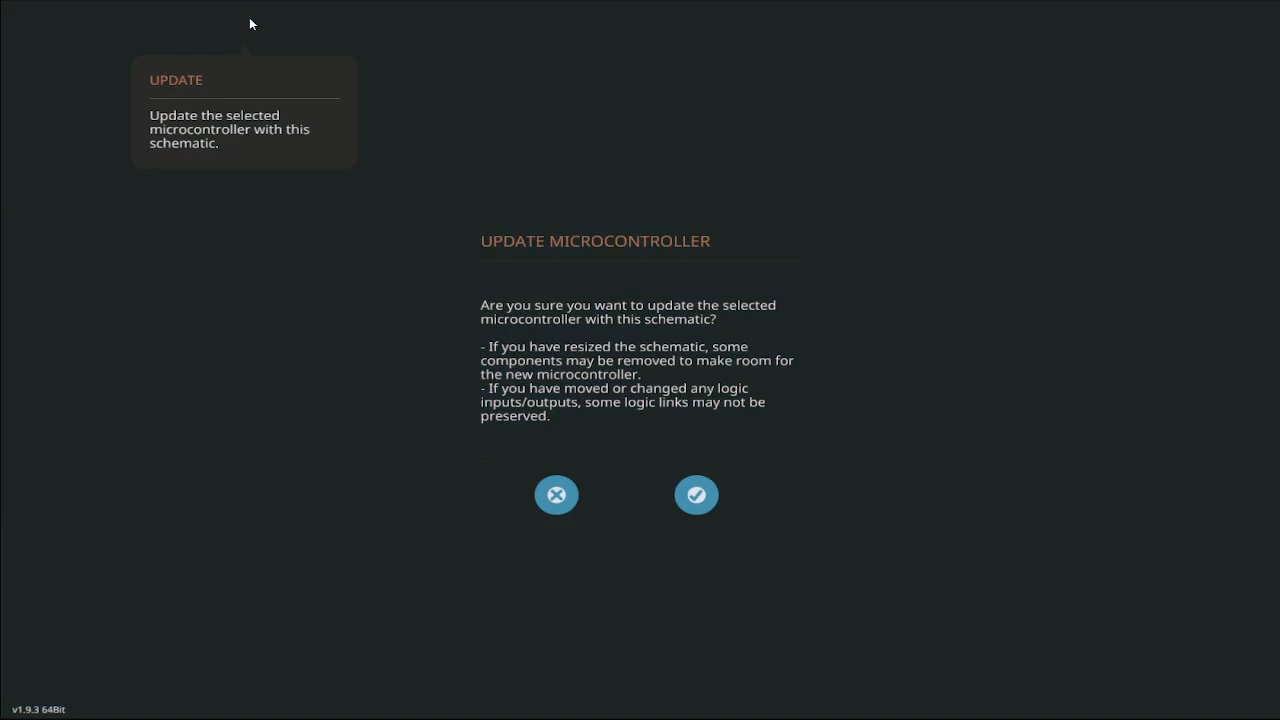 UPDATE
Update the selected
microcontroller with this
schematic.
UPDATE MICROCONTROLLER
Are you sure you want to update the selected
microcontroller with this schematic?
- If you have resized the schematic, some
components may be removed to make room for
the new microcontroller.
- If you have moved or changed any logic
inputs/outputs, some logic links may not be
preserved.
v1.9.3 64Bit